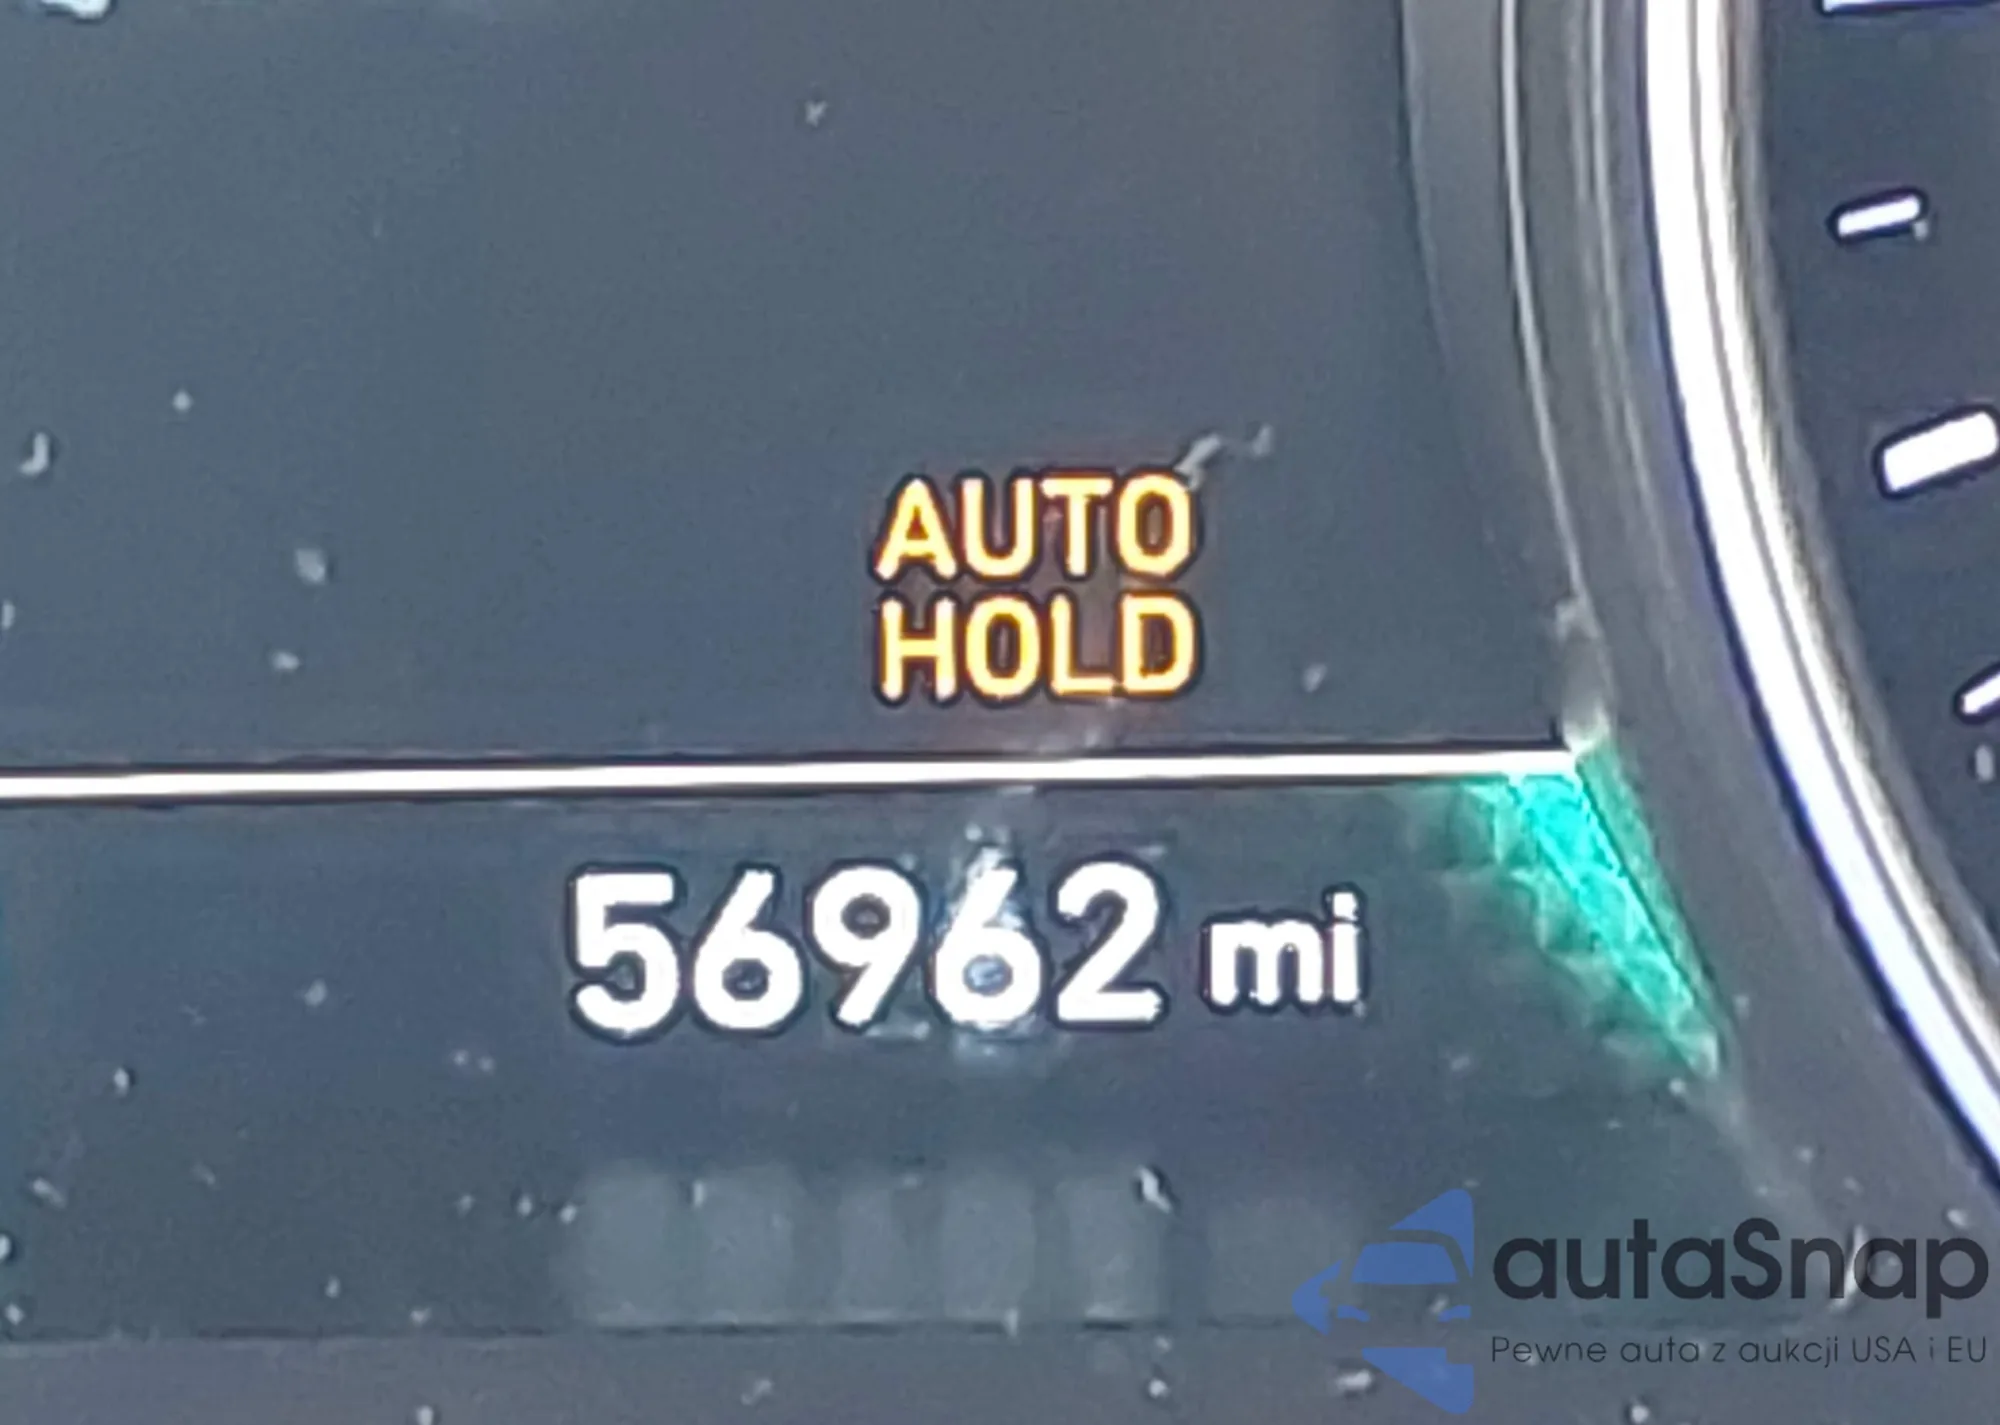 AUTO
HOLD
56962 mi
autaSnap
Pewne auta z aukcji USA i EU